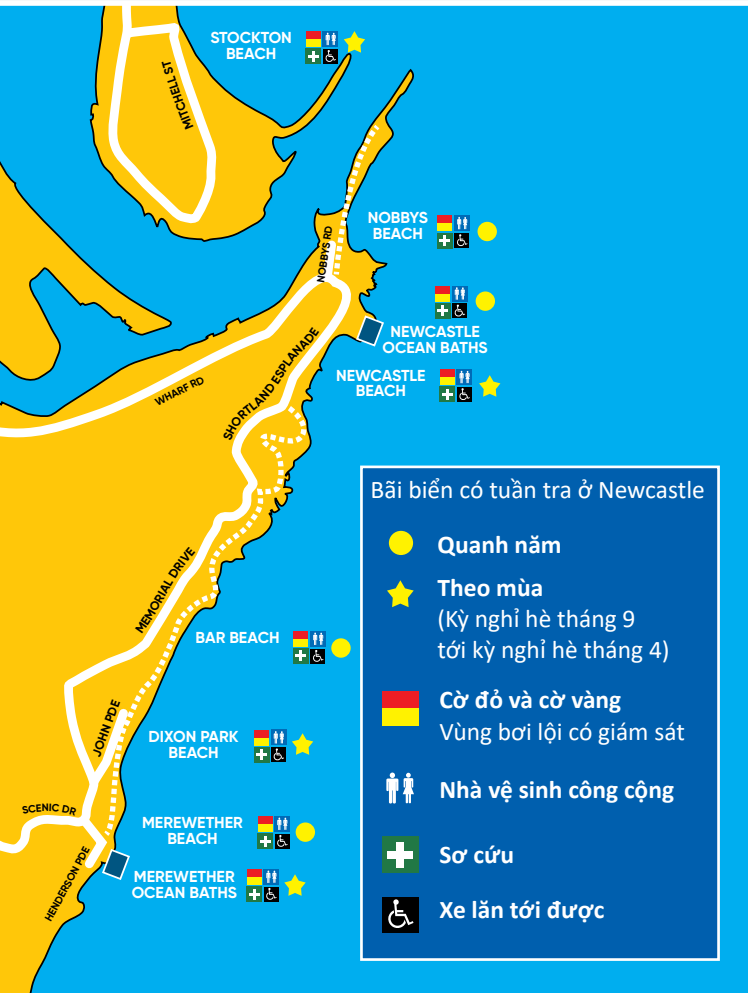 STOCKTON
BEACH
MITCHELL ST
NOBBYS
BEACH
NOBBYS RD
NEWCASTLE
OCEAN BATHS
NEWCASTLE
BEACH
SHORTLAND ESPLANADE
WHARF RD
Bãi biển có tuần tra ở Newcastle
Quanh năm
Theo mùa
(Kỳ nghỉ hè tháng 9
tới kỳ nghỉ hè tháng 4)
Cờ đỏ và cờ vàng
Vùng bơi lội có giám sát
Nhà vệ sinh công cộng
Sơ cứu
Xe lăn tới được
MEMORIAL DRIVE
BAR BEACH
JOHN PDE
DIXON PARK
BEACH
SCENIC DR
MEREWETHER
BEACH
HENDERSON PDE
MEREWETHER
OCEAN BATHS